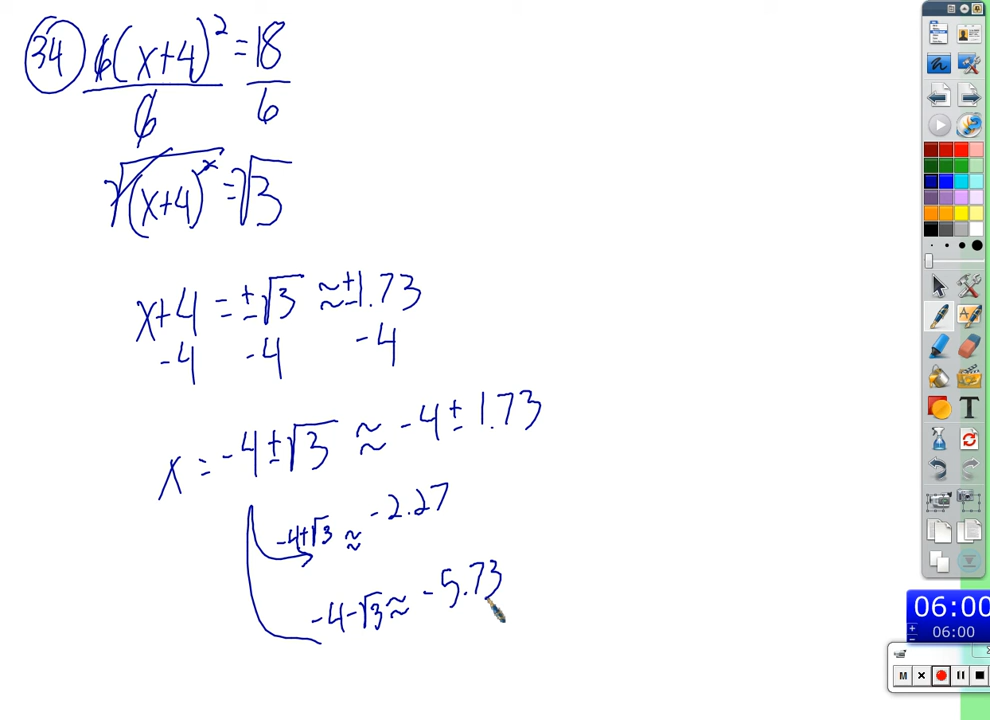 34 6(x+4)² = 18
6 6
√(x+4)² = √3
x+4 = ±√3 ≈ ±1.73
-4 -4 -4
x = -4 ± √3 ≈ -4 ± 1.73
-4+√3 ≈ -2.27
-4-√3 ≈ -5.73
T
06:00
06:00
M